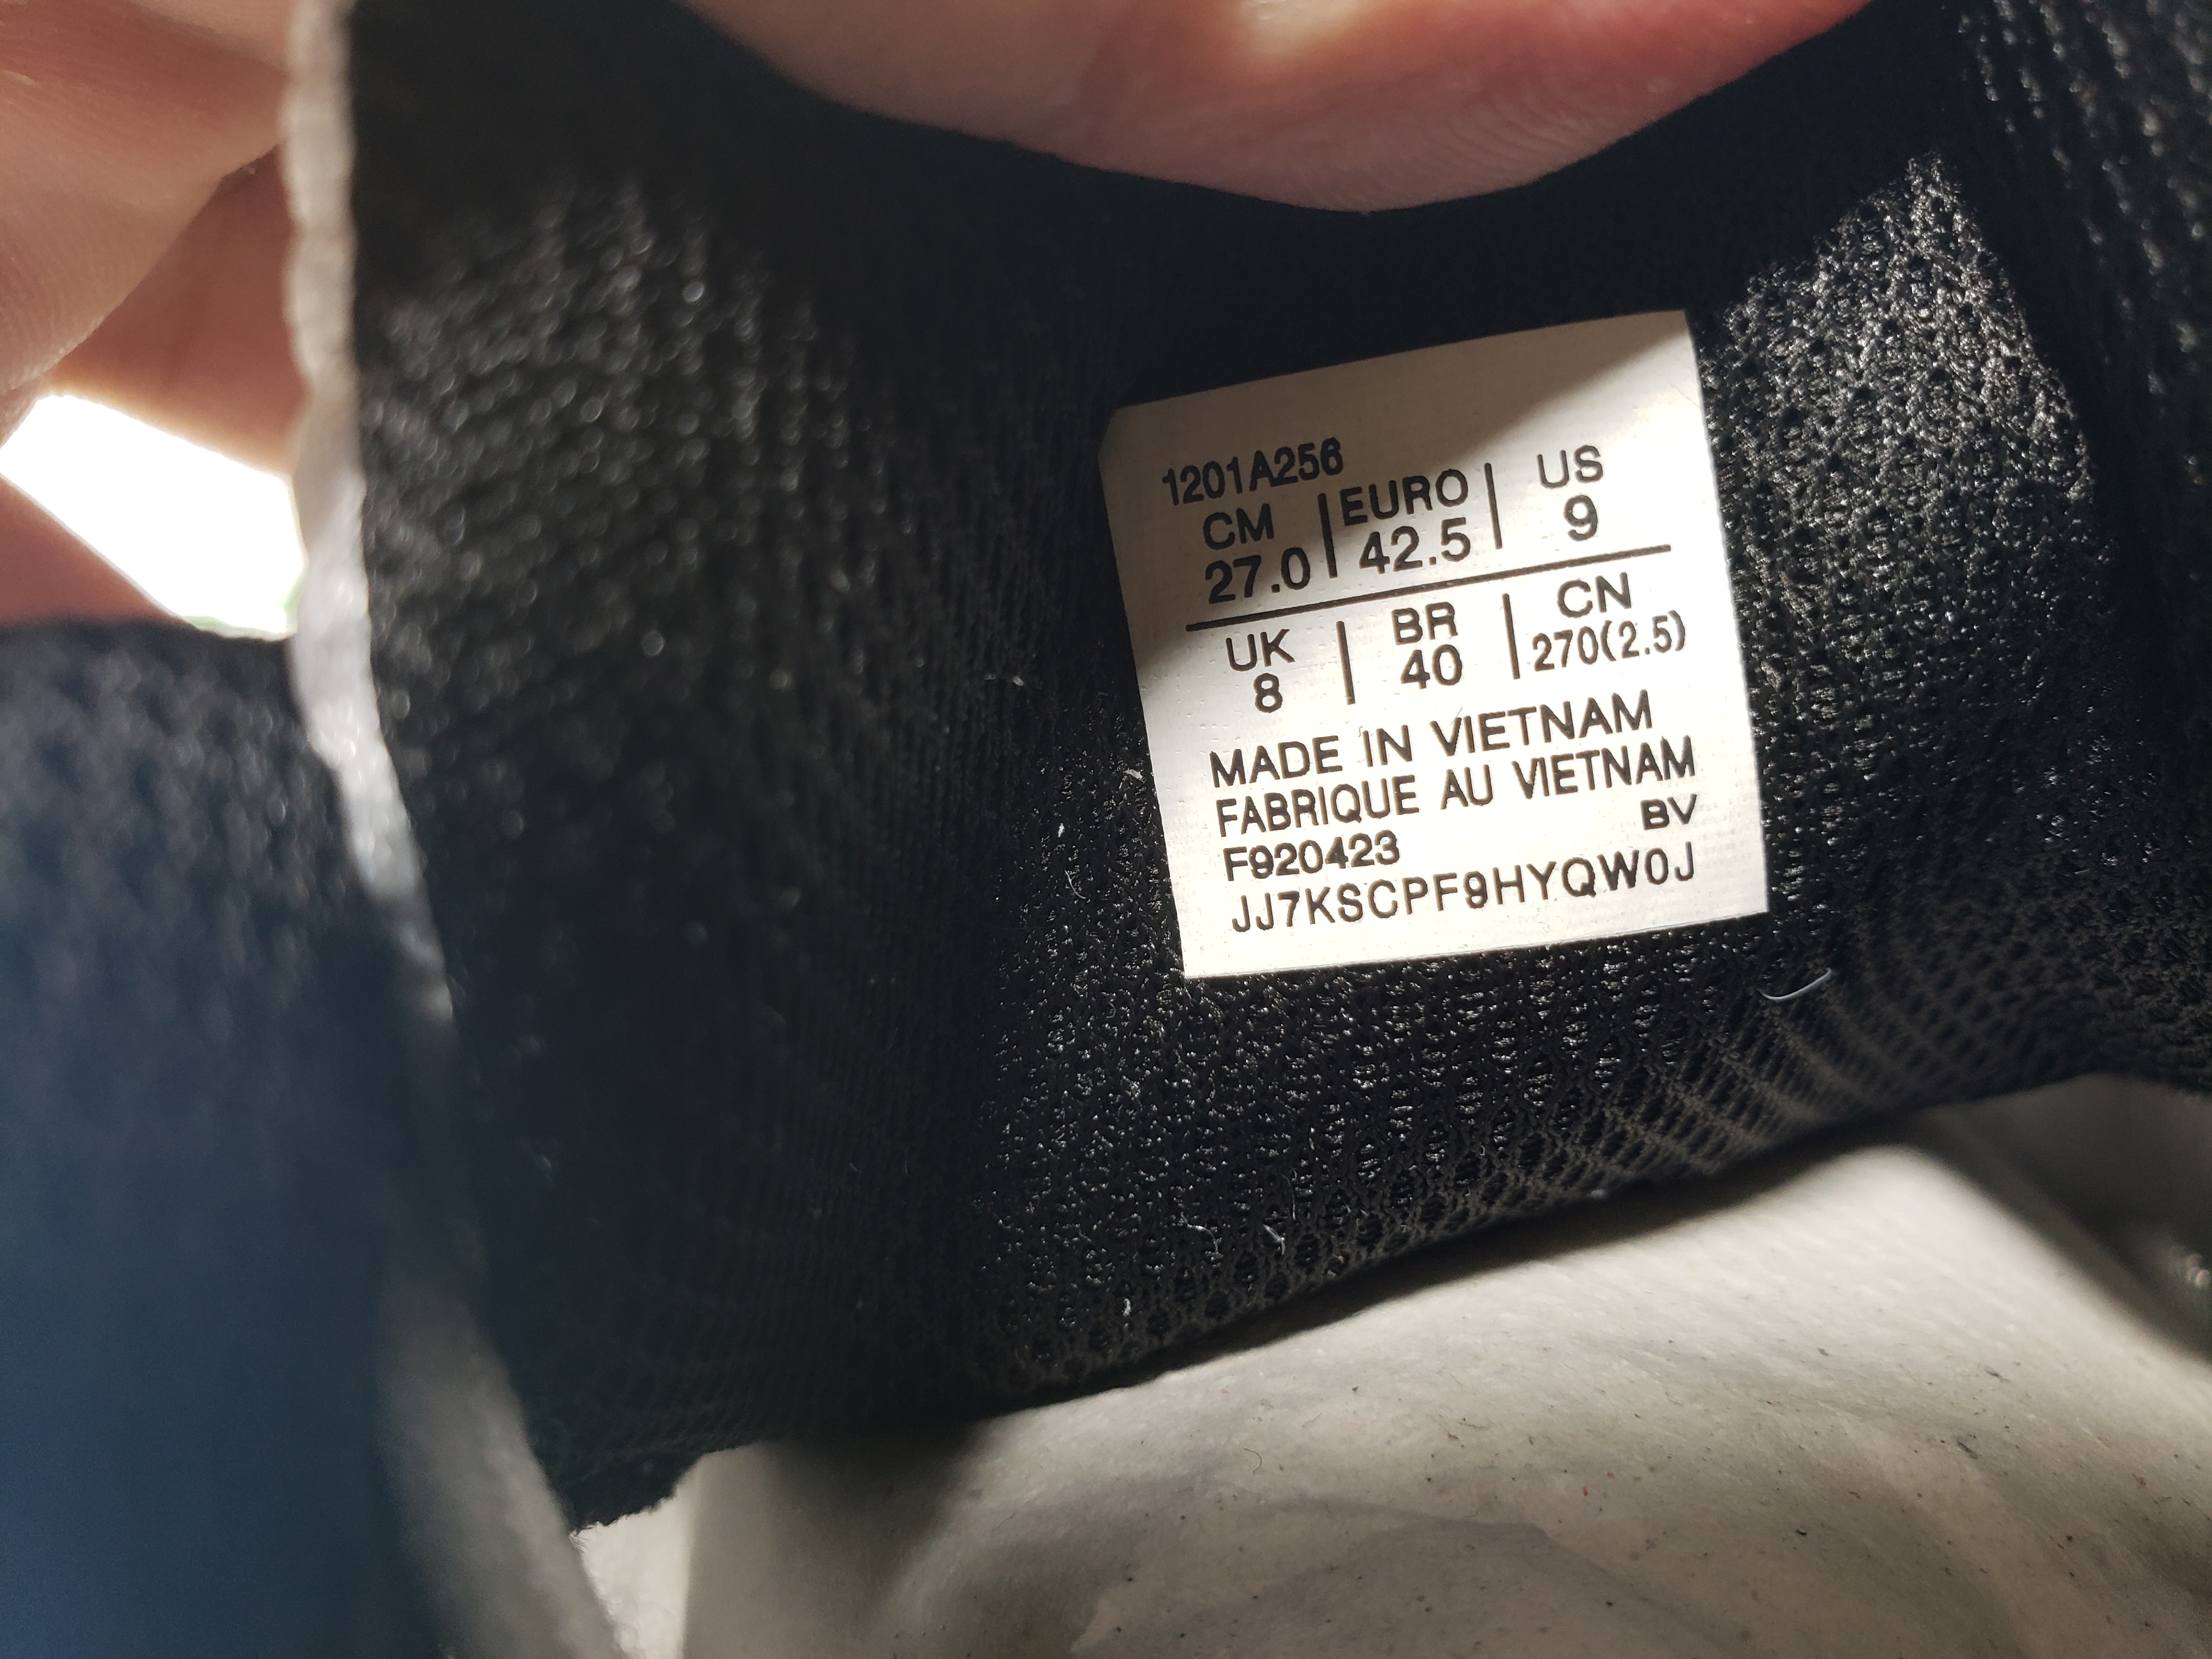 1201A256
CM | EURO | US
27.0 | 42.5 | 9
UK | BR | CN
8 | 40 | 270(2.5)
MADE IN VIETNAM
FABRIQUE AU VIETNAM
BV
F920423
JJ7KSCPF9HYQW0J